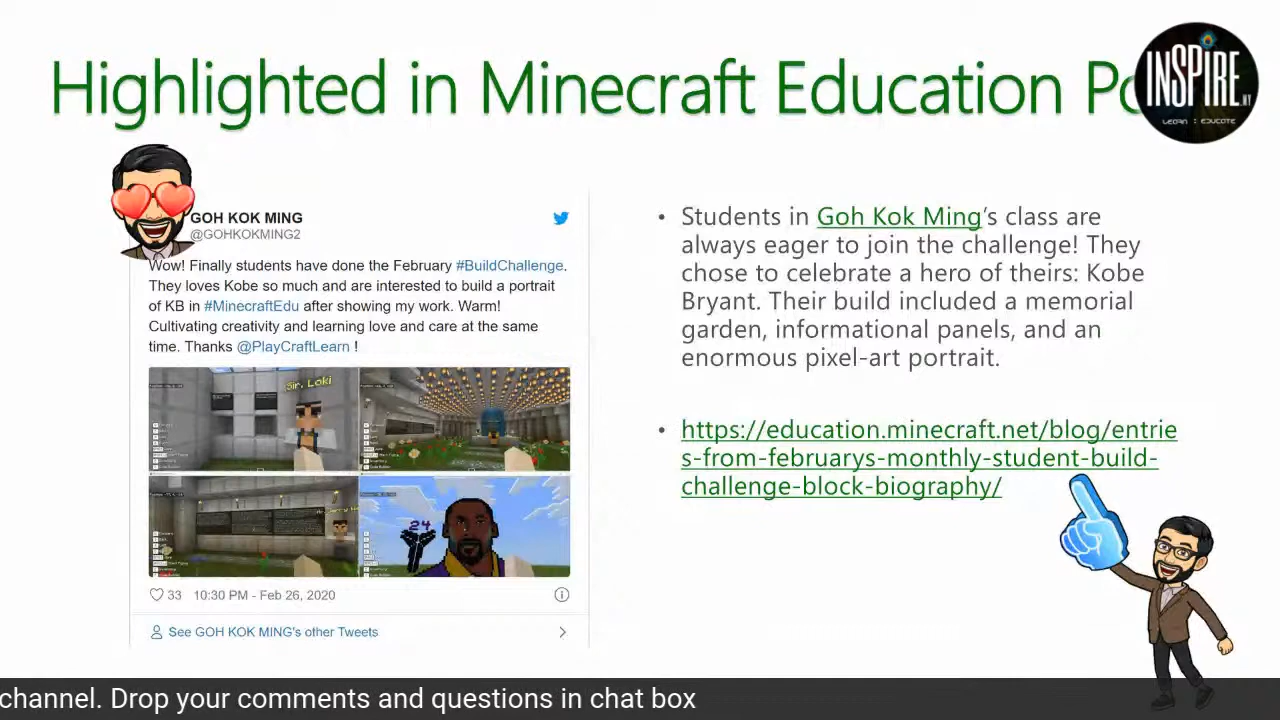 Highlighted in Minecraft Education Po
INSPIRE.MY
LEARN : EDUCATE
GOH KOK MING
@GOHKOKMING2
Wow! Finally students have done the February #BuildChallenge.
They loves Kobe so much and are interested to build a portrait
of KB in #MinecraftEdu after showing my work. Warm!
Cultivating creativity and learning love and care at the same
time. Thanks @PlayCraftLearn !
Sir. Loki
24
33 10:30 PM - Feb 26, 2020
See GOH KOK MING's other Tweets
• Students in Goh Kok Ming's class are
always eager to join the challenge! They
chose to celebrate a hero of theirs: Kobe
Bryant. Their build included a memorial
garden, informational panels, and an
enormous pixel-art portrait.
• https://education.minecraft.net/blog/entrie
s-from-februarys-monthly-student-build-
challenge-block-biography/
channel. Drop your comments and questions in chat box